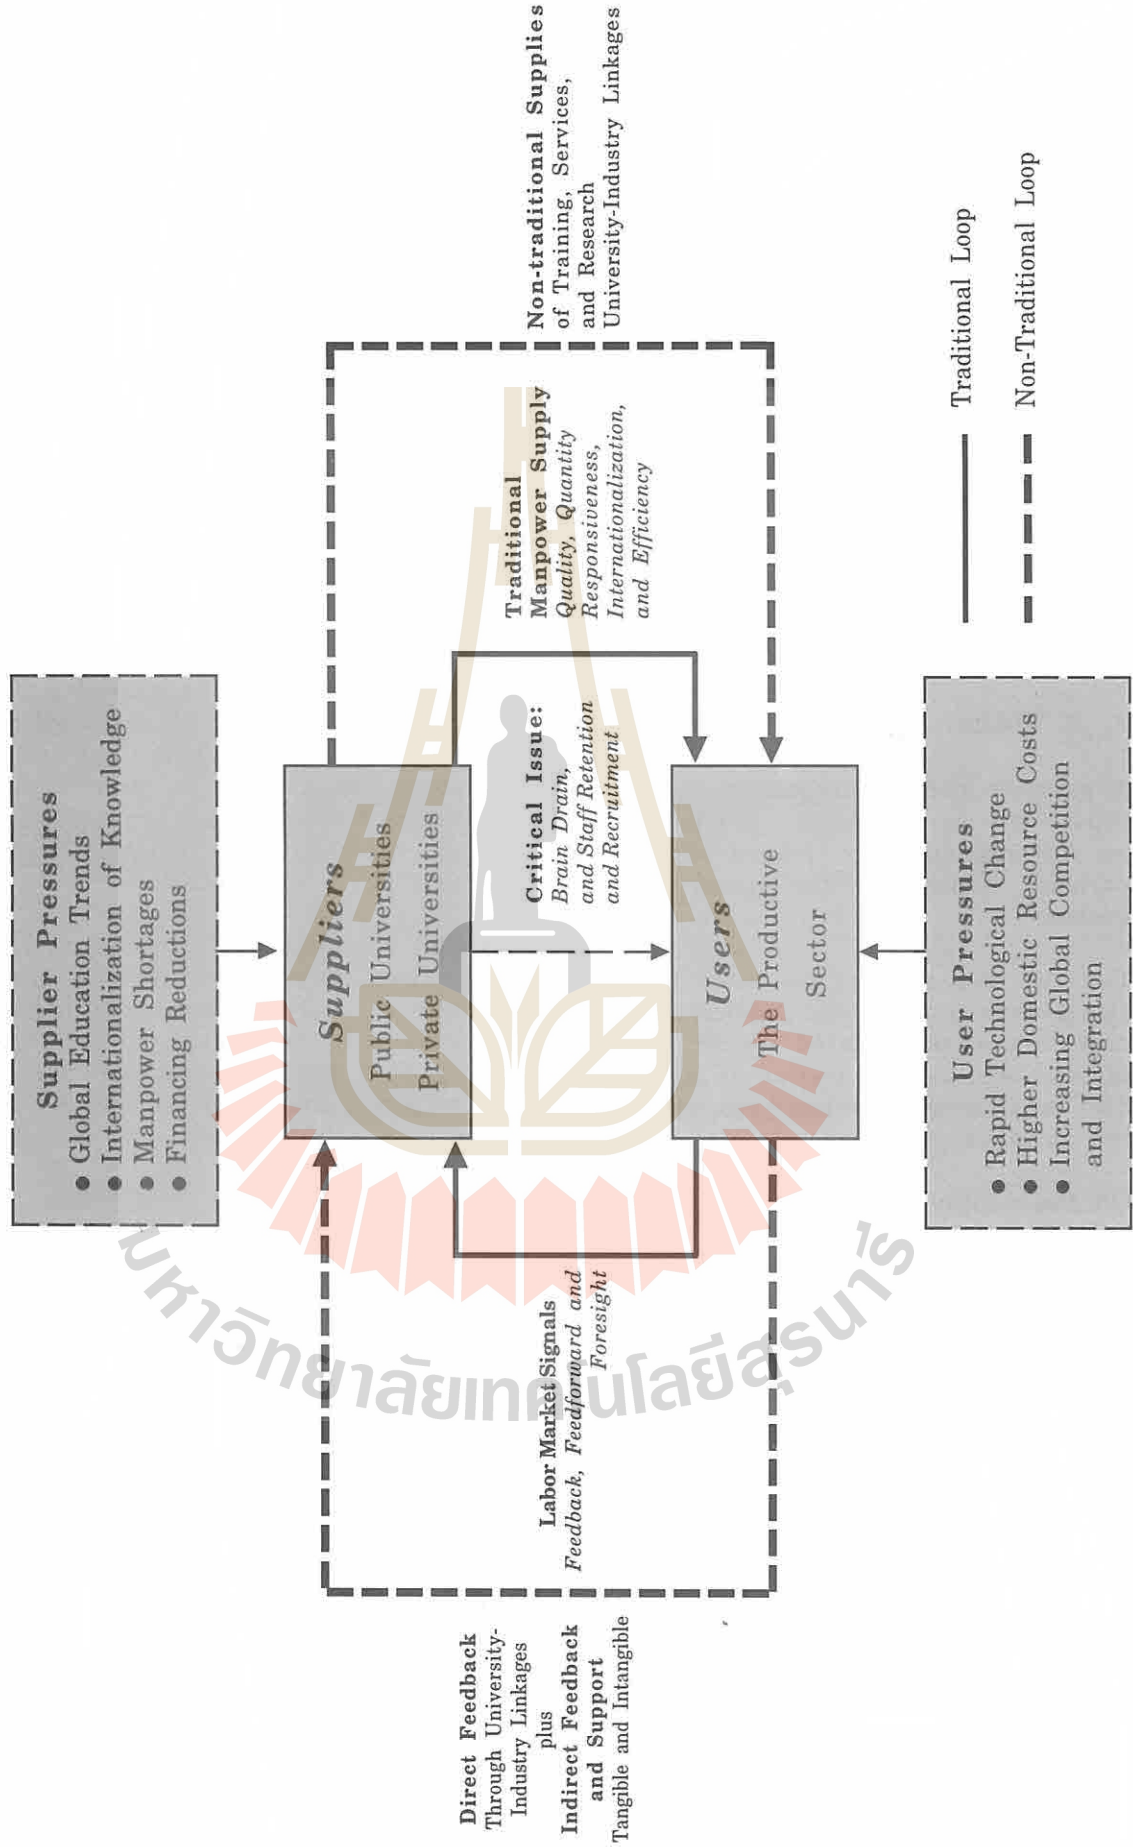 Supplier Pressures
● Global Education Trends
● Internationalization of Knowledge
● Manpower Shortages
● Financing Reductions
Suppliers
Public Universities
Private Universities
Direct Feedback
Through University-
Industry Linkages
plus
Indirect Feedback
and Support
Tangible and Intangible
Labor Market Signals
Feedback, Feedforward and
Foresight
Critical Issue:
Brain Drain,
and Staff Retention
and Recruitment
Traditional
Manpower Supply
Quality, Quantity
Responsiveness,
Internationalization,
and Efficiency
Non-traditional Supplies
of Training, Services,
and Research
University-Industry Linkages
Users
The Productive
Sector
User Pressures
● Rapid Technological Change
● Higher Domestic Resource Costs
● Increasing Global Competition
and Integration
Traditional Loop
Non-Traditional Loop
มหาวิทยาลัยเทคโนโลยีสุรนารี